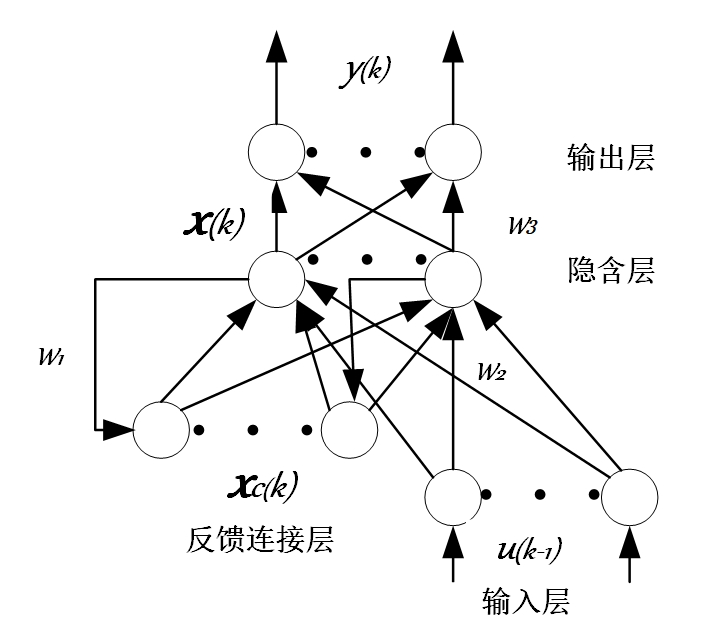 y(k)
输出层
x(k)
W3
隐含层
W1
W2
xc(k)
反馈连接层
u(k-1)
输入层